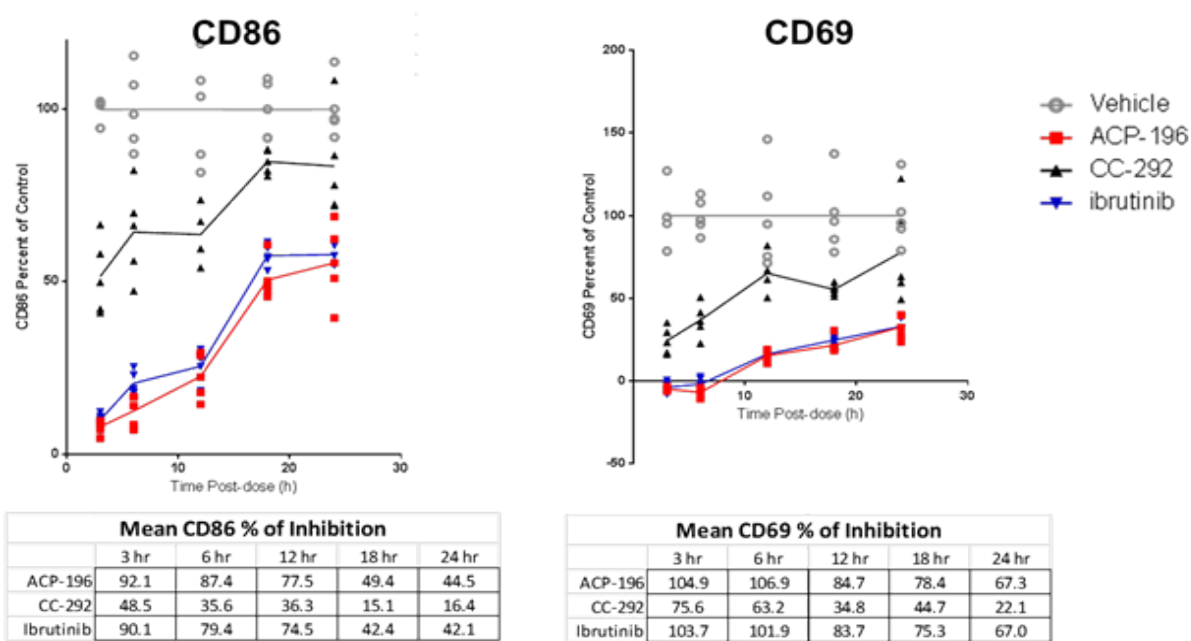 CD86
CD86 Percent of Control
100
50
0
0 10 20 30
Time Post-dose (h)
CD69
CD69 Percent of Control
200
150
100
50
0
-50
10 20 30
Time Post-dose (h)
Vehicle
ACP-196
CC-292
ibrutinib
Mean CD86 % of Inhibition
3 hr 6 hr 12 hr 18 hr 24 hr
ACP-196 92.1 87.4 77.5 49.4 44.5
CC-292 48.5 35.6 36.3 15.1 16.4
Ibrutinib 90.1 79.4 74.5 42.4 42.1
Mean CD69 % of Inhibition
3 hr 6 hr 12 hr 18 hr 24 hr
ACP-196 104.9 106.9 84.7 78.4 67.3
CC-292 75.6 63.2 34.8 44.7 22.1
Ibrutinib 103.7 101.9 83.7 75.3 67.0